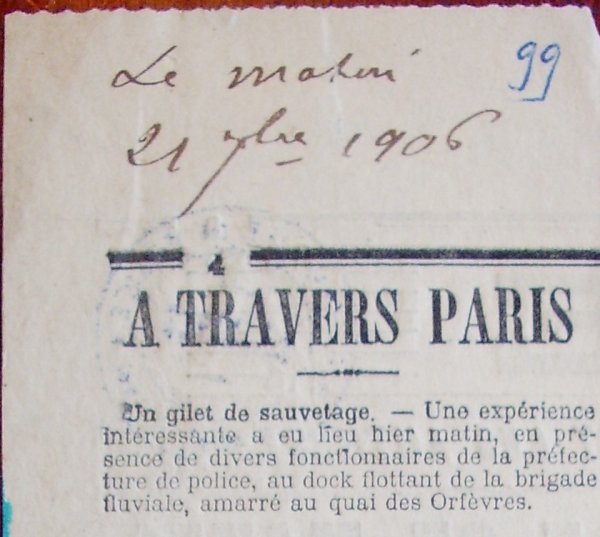 Le matin
99
21 7bre 1906
4
A TRAVERS PARIS
Un gilet de sauvetage. — Une expérience
intéressante a eu lieu hier matin, en pré-
sence de divers fonctionnaires de la préfec-
ture de police, au dock flottant de la brigade
fluviale, amarré au quai des Orfèvres.